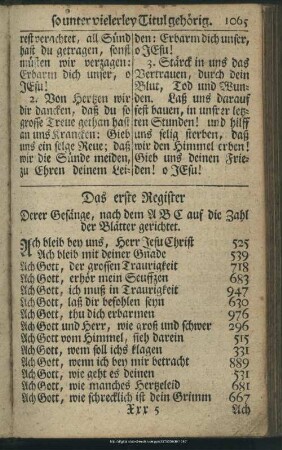 so unter vielerley Titul gehörig. 1065
rest verachtet, all Sünd
hast du getragen, sonst
müsten wir verzagen:
Erbarm dich unser, o
JEsu!
2. Von Hertzen wir
dir dancken, daß du so
grosse Treue gethan hast
an uns Krancken: Gieb
uns ein selge Reue; daß
wir die Sünde meiden,
zu Ehren deinem Lei-
den: Erbarm dich unser,
o JEsu!
3. Stärck in uns das
Vertrauen, durch dein
Blut, Tod und Wun-
den. Laß uns darauf
fest bauen, in unsrer letz-
ten Stunden! und hilff
uns selig sterben, daß
wir den Himmel erben!
Gieb uns deinen Frie-
den! o JEsu!
Das erste Register
Derer Gesänge, nach dem A B C auf die Zahl
der Blätter gerichtet.
Ach bleib bey uns, Herr Jesu Christ 525
Ach bleib mit deiner Gnade 539
Ach Gott, der grossen Traurigkeit 718
Ach Gott, erhör mein Seuftzen 683
Ach Gott, ich muß in Traurigkeit 947
Ach Gott, laß dir befohlen seyn 630
Ach Gott, thu dich erbarmen 976
Ach Gott und Herr, wie groß und schwer 296
Ach Gott vom Himmel, sieh darein 515
Ach Gott, wem soll ichs klagen 331
Ach Gott, wenn ich bey mir betracht 889
Ach Gott, wie geht es deinen 531
Ach Gott, wie manches Hertzeleid 681
Ach Gott, wie schrecklich ist dein Grimm 667
Xxx 5 Ach